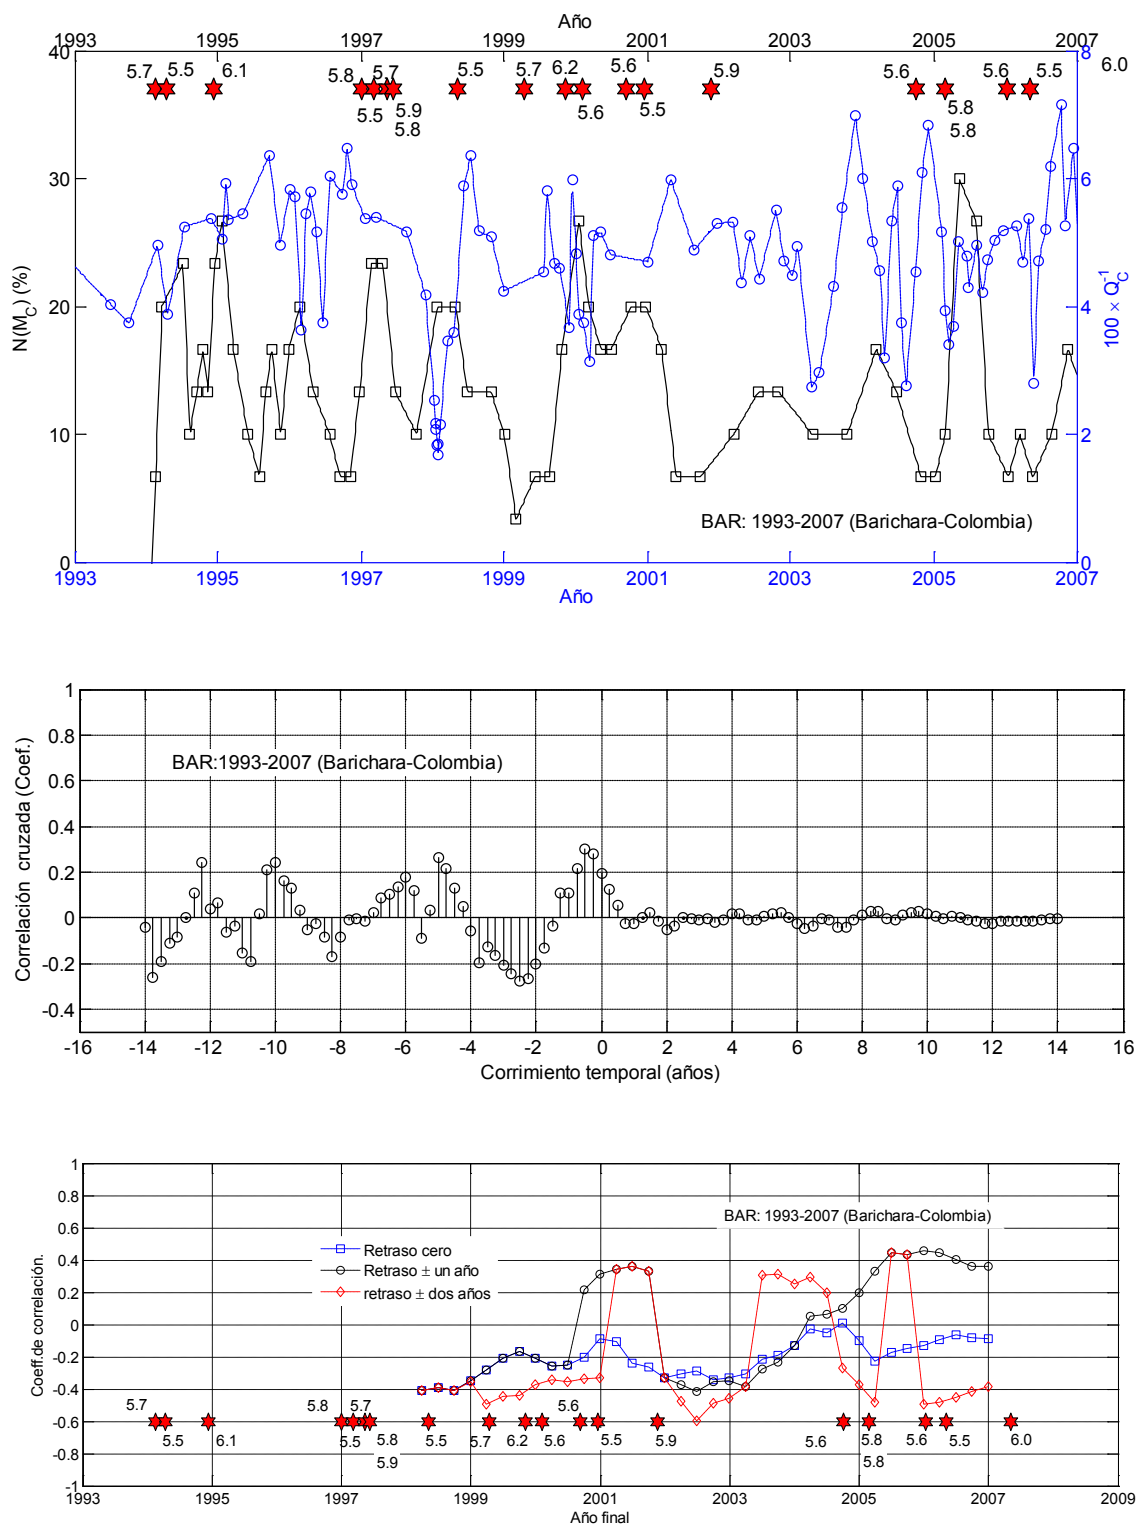 Año
1993 1995 1997 1999 2001 2003 2005 2007
40 8
5.7 5.5 6.1 5.8 5.7 5.5 5.7 6.2 5.6 5.9 5.6 5.6 5.5 6.0
5.5 5.9 5.6 5.5 5.8
5.8 5.8
30 6
20 4
10 2
0 0
N(M_C) (%)
100 × Q_C^-1
BAR: 1993-2007 (Barichara-Colombia)
1993 1995 1997 1999 2001 2003 2005 2007
Año
1
0.8
0.6
0.4
0.2
0
-0.2
-0.4
Correlación cruzada (Coef.)
BAR:1993-2007 (Barichara-Colombia)
-16 -14 -12 -10 -8 -6 -4 -2 0 2 4 6 8 10 12 14 16
Corrimiento temporal (años)
1
0.8
0.6
0.4
0.2
0
-0.2
-0.4
-0.6
-0.8
-1
Coeff.de correlación.
BAR: 1993-2007 (Barichara-Colombia)
Retraso cero
Retraso ± un año
retraso ± dos años
5.7 5.8 5.7 5.6
5.5 6.1 5.5 5.8 5.5 5.7 6.2 5.6 5.5 5.9 5.6 5.8 5.6 5.5 6.0
5.9 5.8
1993 1995 1997 1999 2001 2003 2005 2007 2009
Año final